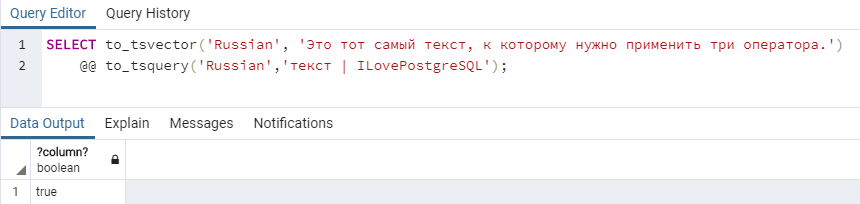 Query Editor Query History
1 SELECT to_tsvector('Russian', 'Это тот самый текст, к которому нужно применить три оператора.')
2 @@ to_tsquery('Russian','текст | ILovePostgreSQL');
Data Output Explain Messages Notifications
?column?
boolean
1 true